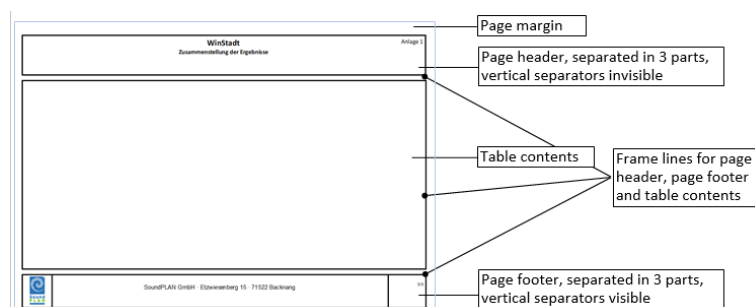 Page margin
WinStadt
Anlage 1
Zusammenstellung der Ergebnisse
Page header, separated in 3 parts,
vertical separators invisible
Table contents
Frame lines for page
header, page footer
and table contents
Sound
PLAN
SoundPLAN GmbH · Etzwiesenberg 15 · 71522 Backnang
Page footer, separated in 3 parts,
vertical separators visible